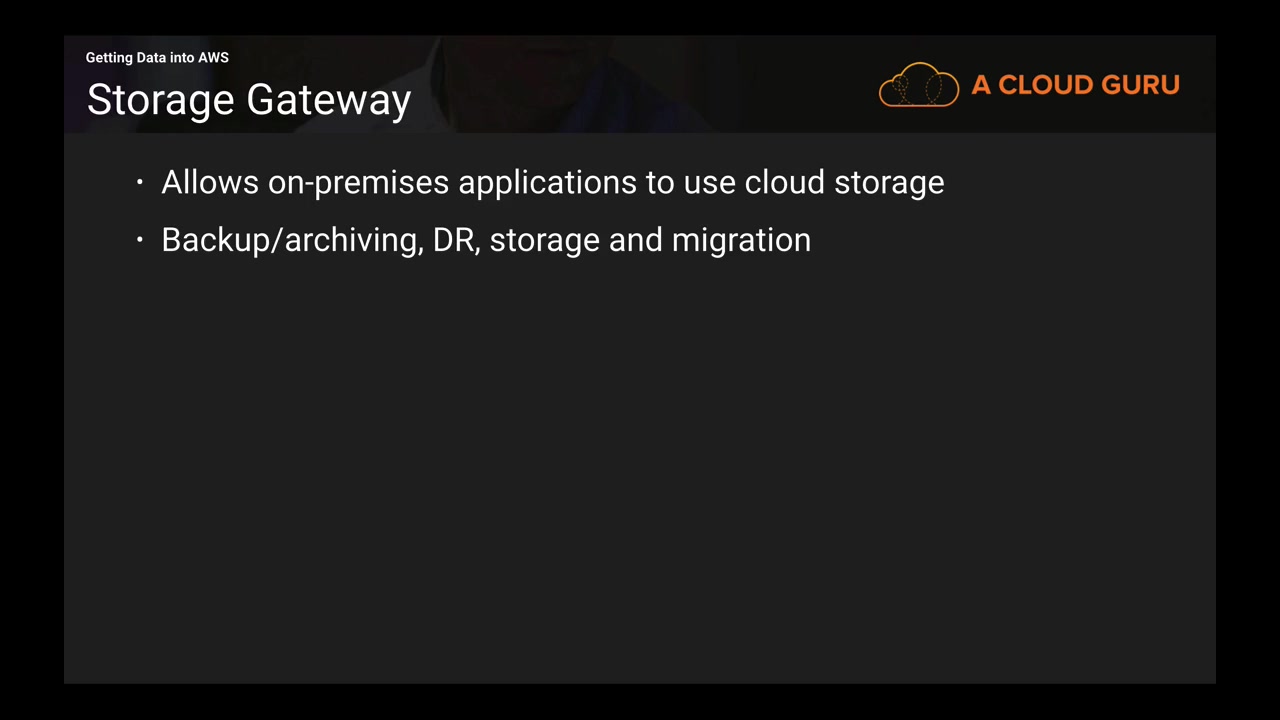 Getting Data into AWS
Storage Gateway
A CLOUD GURU
• Allows on-premises applications to use cloud storage
• Backup/archiving, DR, storage and migration